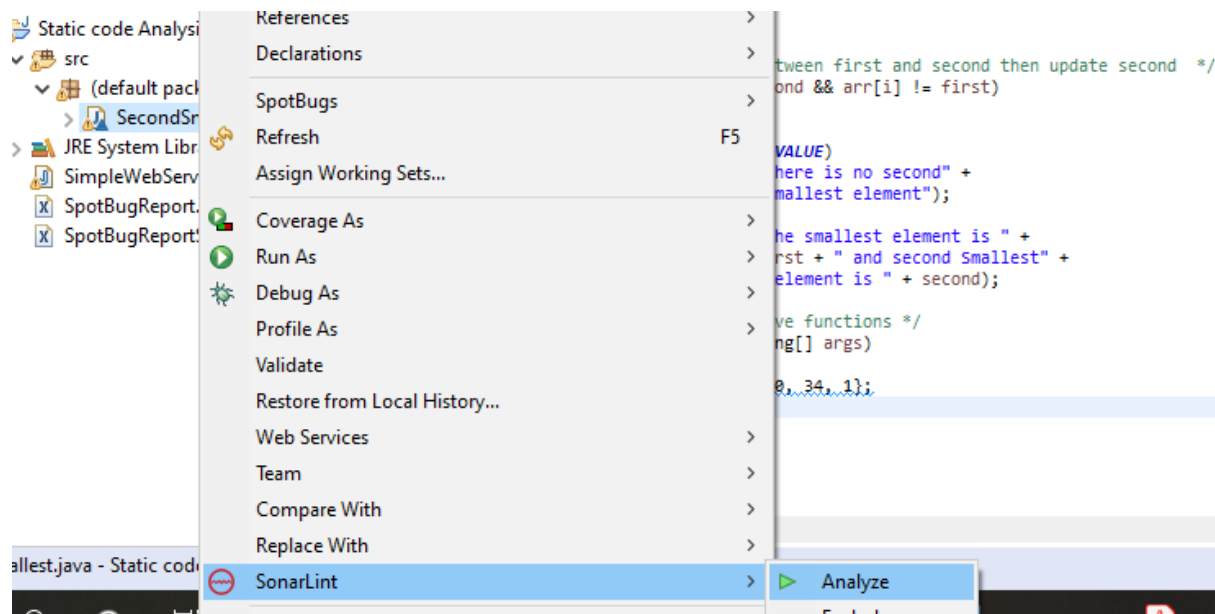 Static code Analysi
src
(default pack
SecondSm
JRE System Libr
SimpleWebServ
SpotBugReport.
SpotBugReport
allest.java - Static code
References
Declarations
SpotBugs
Refresh F5
Assign Working Sets...
Coverage As
Run As
Debug As
Profile As
Validate
Restore from Local History...
Web Services
Team
Compare With
Replace With
SonarLint
Analyze
tween first and second then update second */
ond && arr[i] != first)
VALUE)
here is no second" +
mallest element");
he smallest element is " +
rst + " and second Smallest" +
element is " + second);
ve functions */
ng[] args)
0, 34, 1};